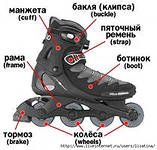 манжета
(cuff)
бакля (клипса)
(buckle)
пяточный
ремень
(strap)
рама
(frame)
ботинок
(boot)
тормоз
(brake)
колёса
(wheels)